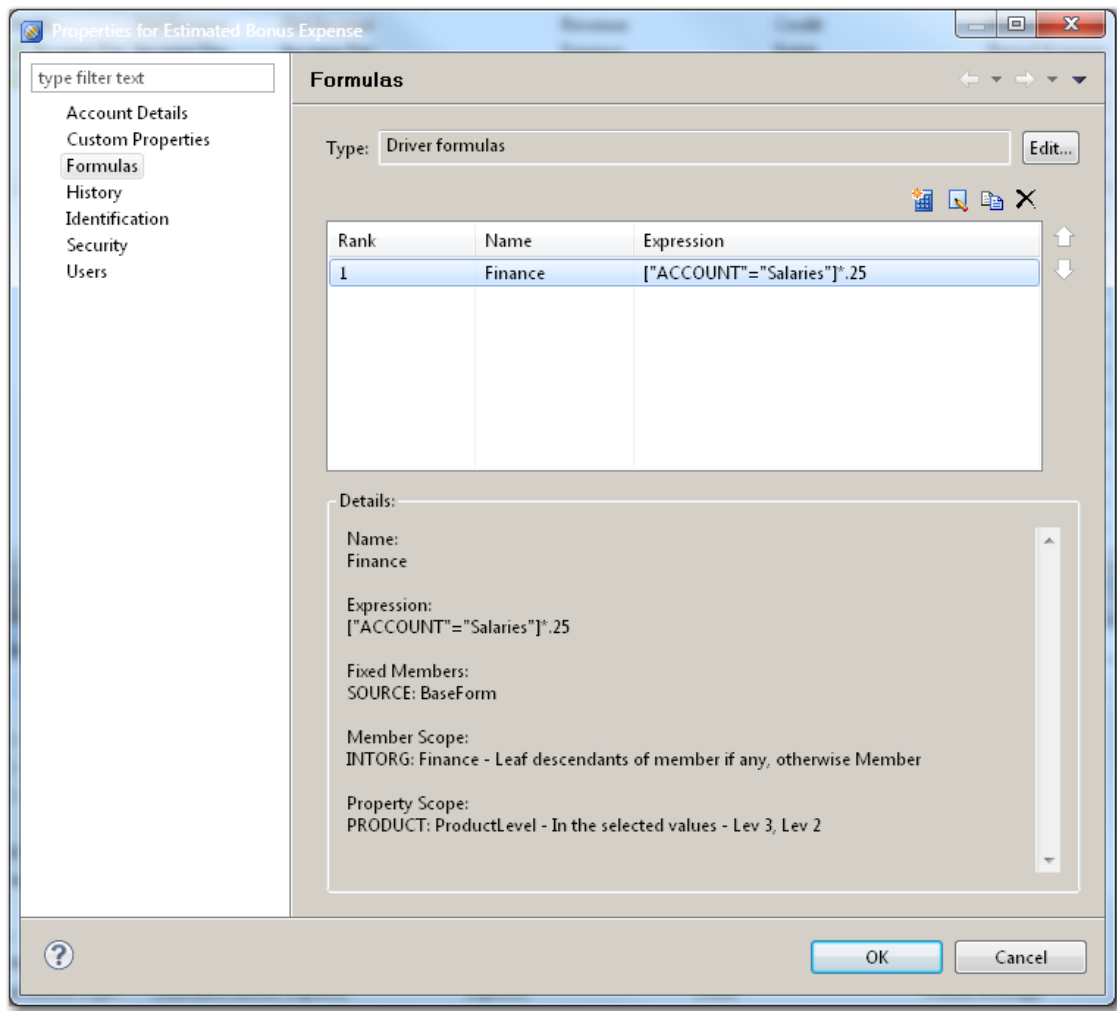 Properties for Estimated Bonus Expense
type filter text
Account Details
Custom Properties
Formulas
History
Identification
Security
Users
Formulas
Type: Driver formulas Edit...
Rank Name Expression
1 Finance ["ACCOUNT"="Salaries"]*.25
Details:
Name:
Finance
Expression:
["ACCOUNT"="Salaries"]*.25
Fixed Members:
SOURCE: BaseForm
Member Scope:
INTORG: Finance - Leaf descendants of member if any, otherwise Member
Property Scope:
PRODUCT: ProductLevel - In the selected values - Lev 3, Lev 2
? OK Cancel